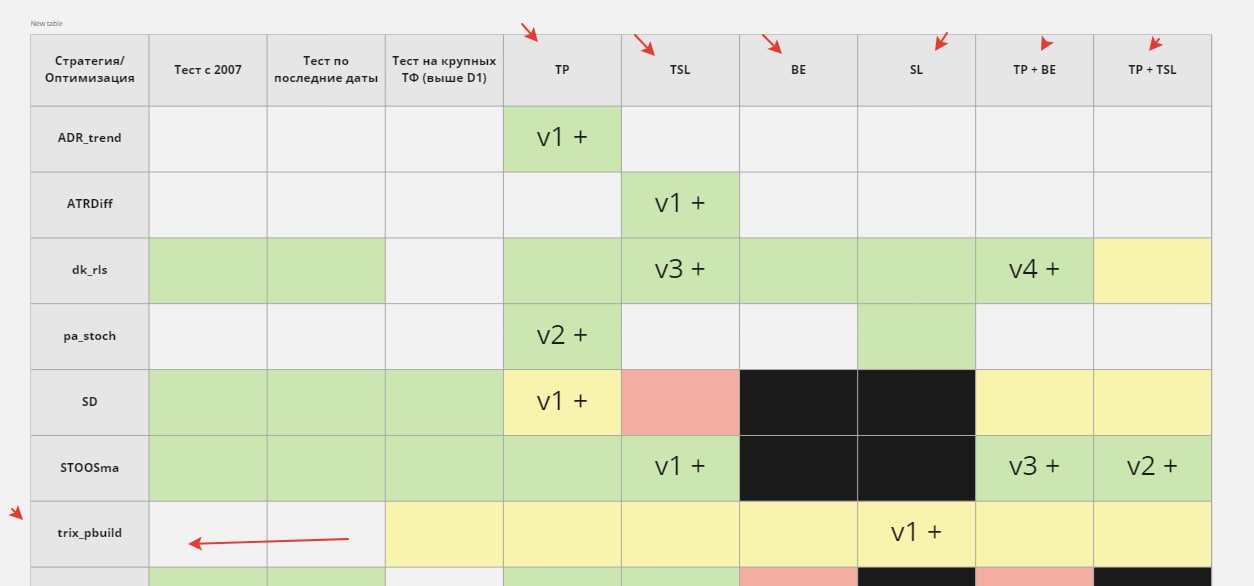 New table
Стратегия/
Оптимизация
Тест с 2007
Тест по
последние даты
Тест на крупных
ТФ (выше D1)
TP
TSL
BE
SL
TP + BE
TP + TSL
ADR_trend
v1 +
ATRDiff
v1 +
dk_rls
v3 +
v4 +
pa_stoch
v2 +
SD
v1 +
STOOSma
v1 +
v3 +
v2 +
trix_pbuild
v1 +